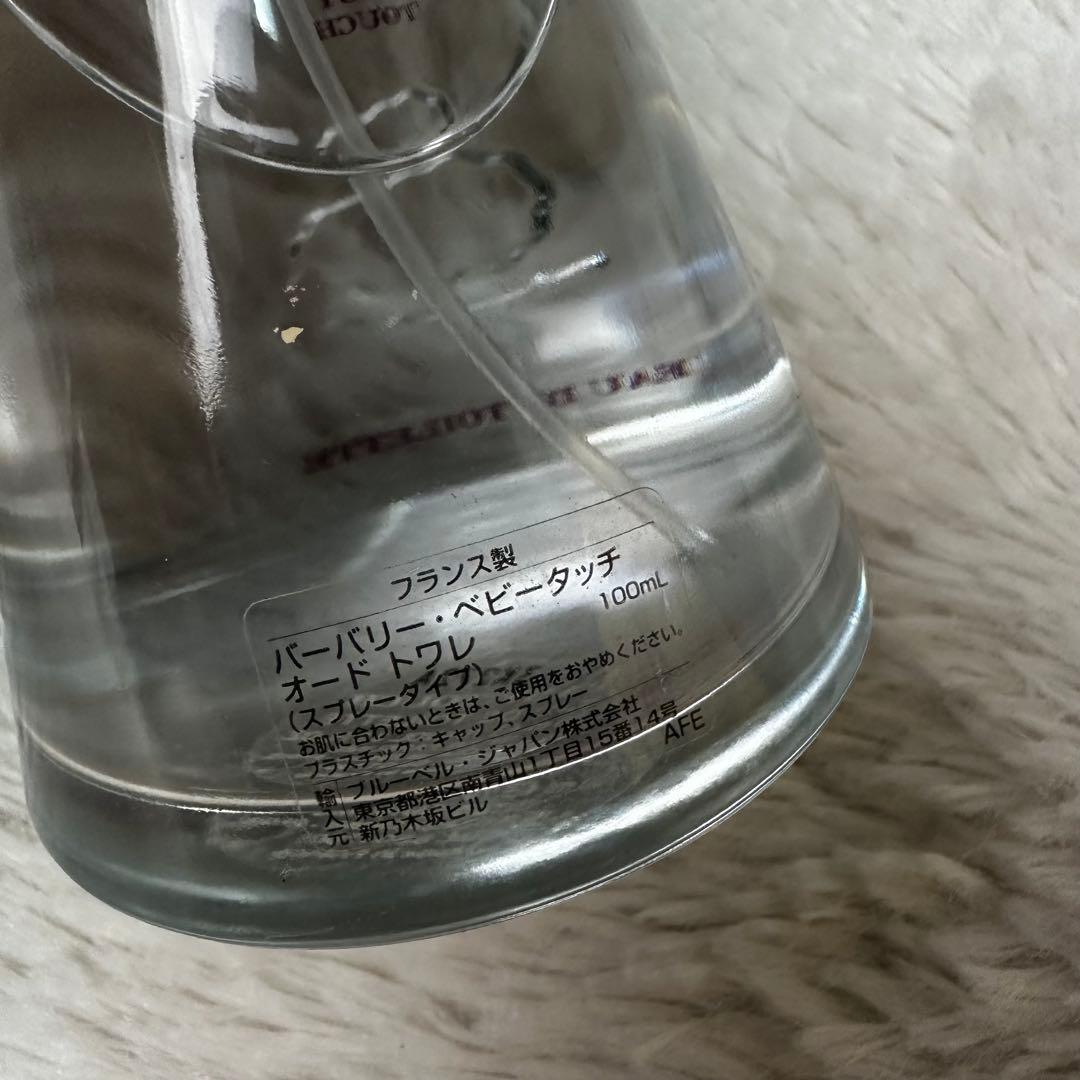 TOUCH
EAU DE TOILETTE
フランス製
バーバリー・ベビータッチ
オード トワレ 100mL
(スプレータイプ)
お肌に合わないときは、ご使用をおやめください。
プラスチック:キャップ、スプレー
輸入元 ブルーベル・ジャパン株式会社
東京都港区南青山1丁目15番14号
新乃木坂ビル AFE